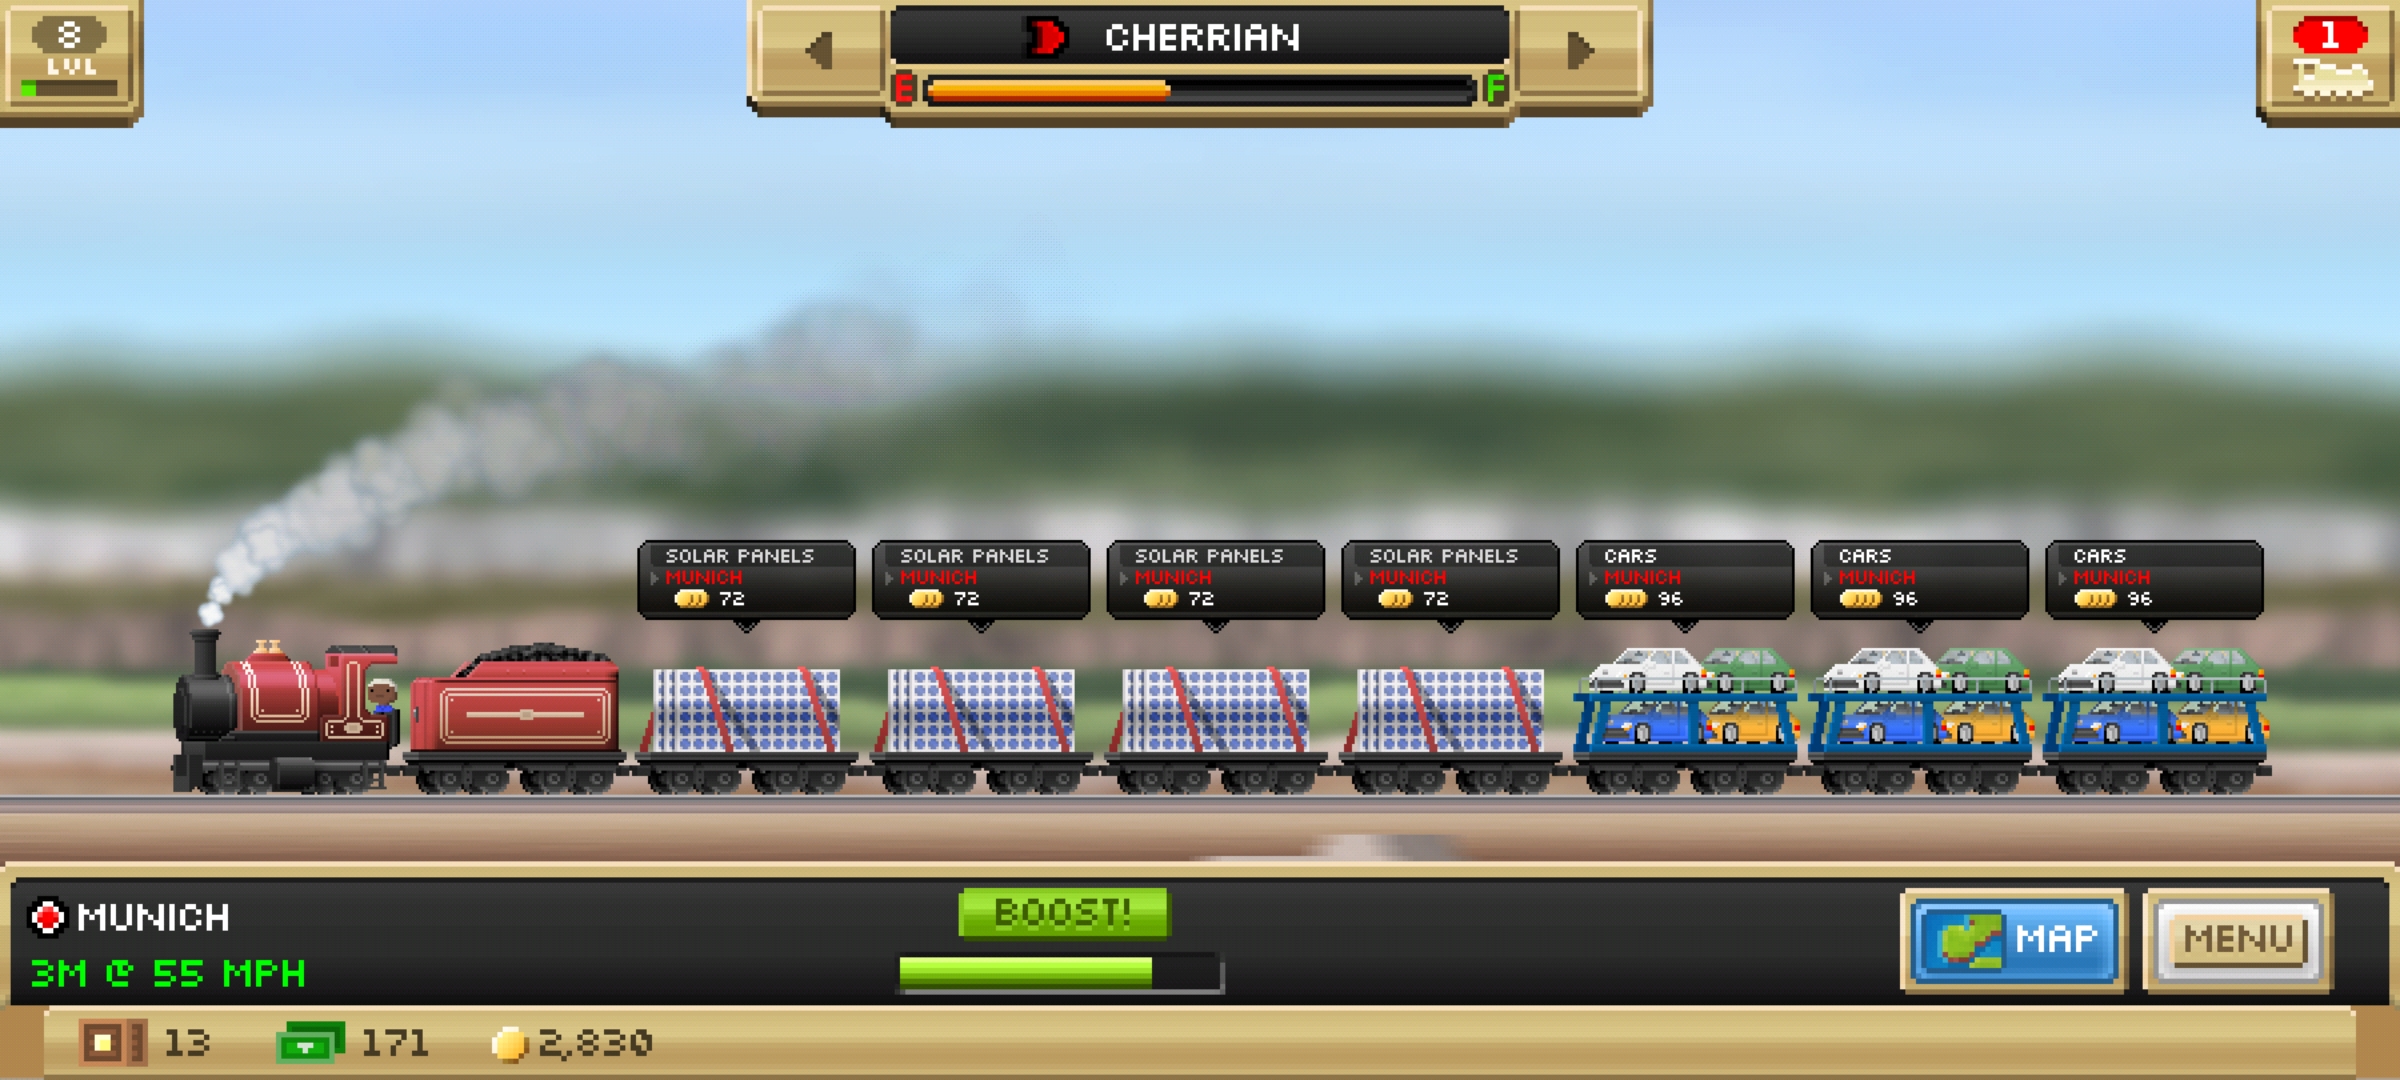 8
LVL
CHERRIAN
E F
1
SOLAR PANELS
MUNICH
72
SOLAR PANELS
MUNICH
72
SOLAR PANELS
MUNICH
72
SOLAR PANELS
MUNICH
72
CARS
MUNICH
96
CARS
MUNICH
96
CARS
MUNICH
96
MUNICH
3M @ 55 MPH
BOOST!
MAP
MENU
13 171 2,830